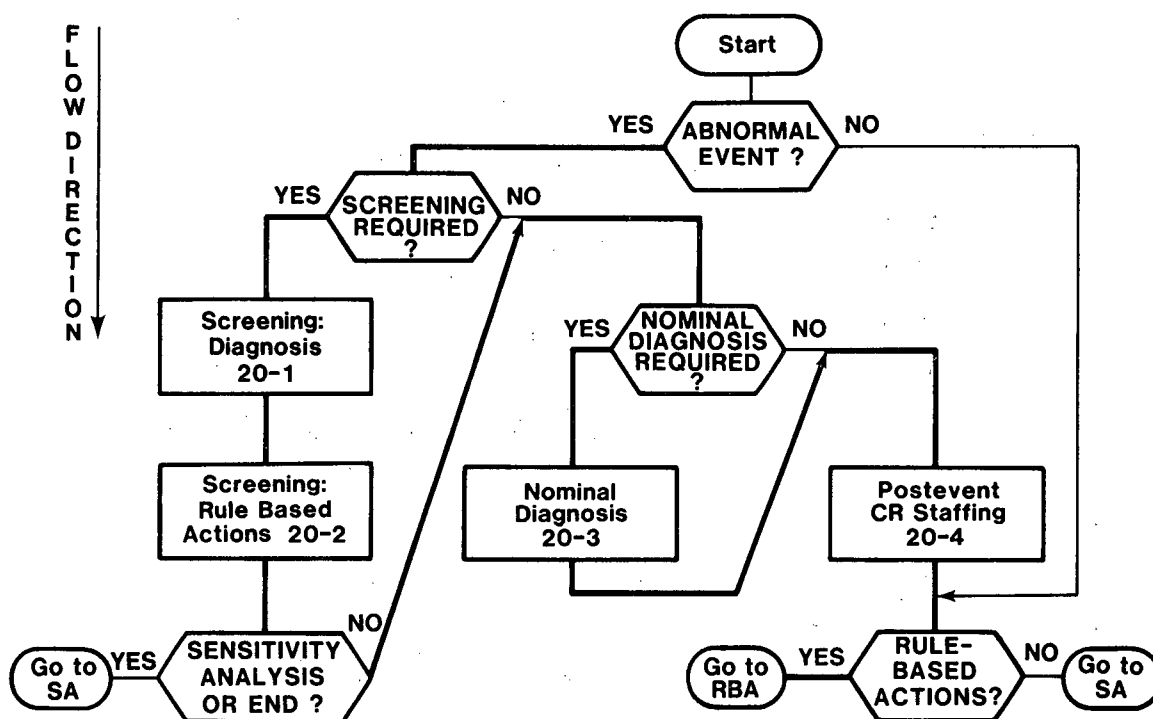 FLOW DIRECTION
Start
YES
ABNORMAL
EVENT ?
NO
YES
SCREENING
REQUIRED
?
NO
Screening:
Diagnosis
20-1
YES
NOMINAL
DIAGNOSIS
REQUIRED
?
NO
Screening:
Rule Based
Actions 20-2
Nominal
Diagnosis
20-3
Postevent
CR Staffing
20-4
Go to
SA
YES
SENSITIVITY
ANALYSIS
OR END ?
NO
Go to
RBA
YES
RULE-
BASED
ACTIONS?
NO
Go to
SA